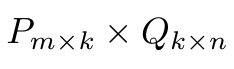 P_{m×k} × Q_{k×n}